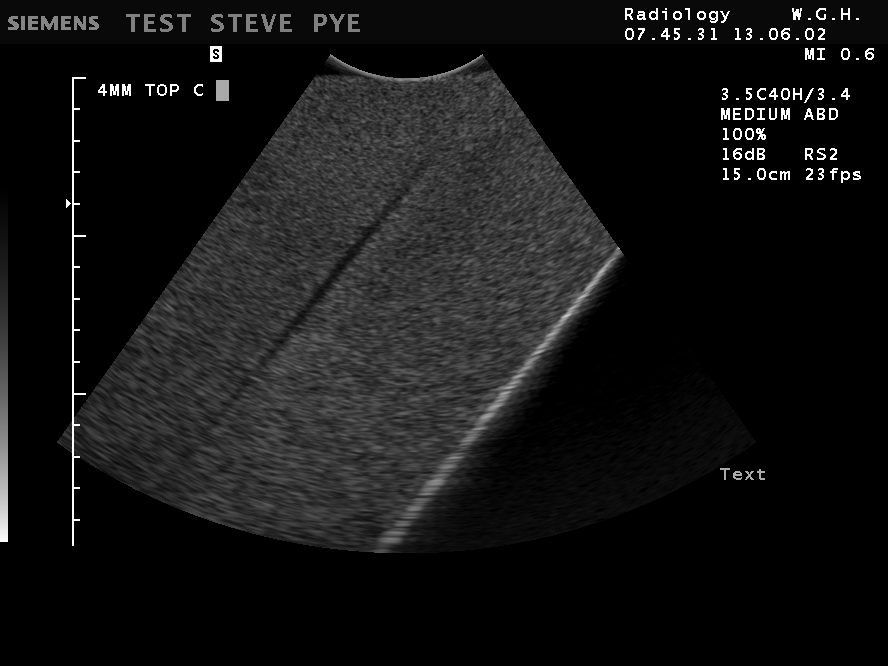 SIEMENS TEST STEVE PYE
Radiology W.G.H.
07.45.31 13.06.02
MI 0.6
S
4MM TOP C
3.5C40H/3.4
MEDIUM ABD
100%
16dB RS2
15.0cm 23fps
Text